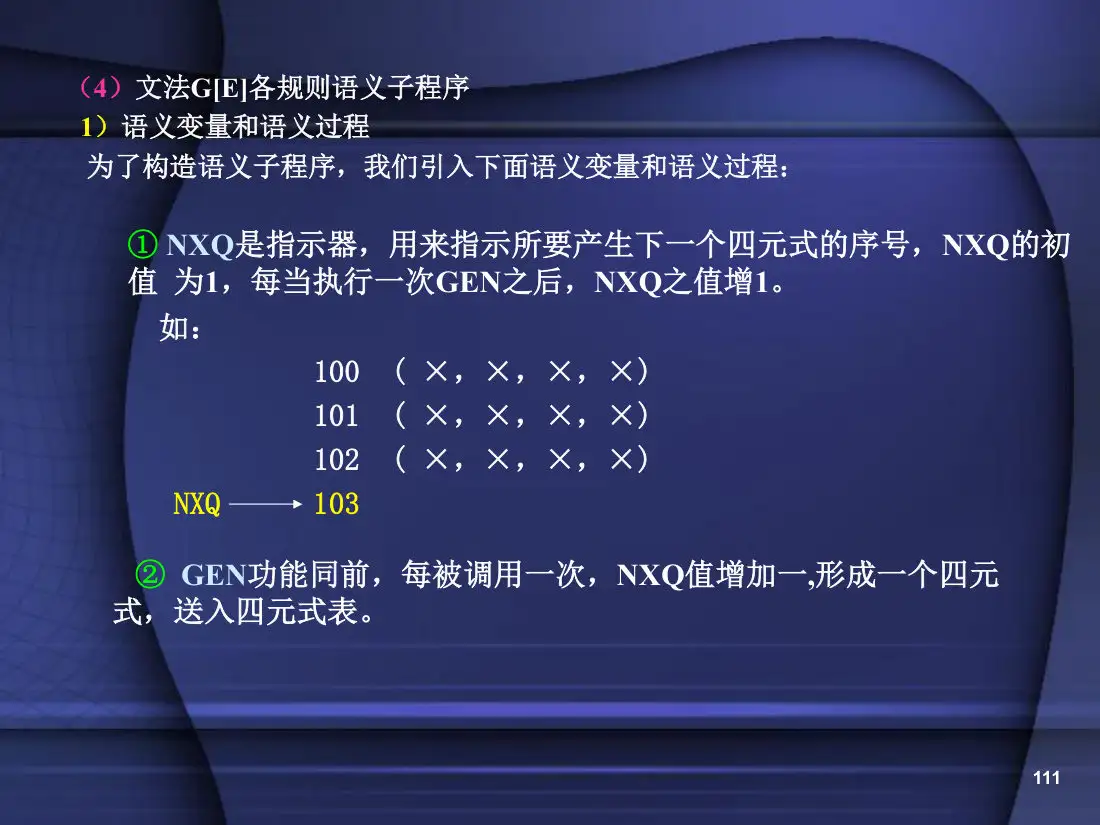 （4）文法G[E]各规则语义子程序
1）语义变量和语义过程
为了构造语义子程序，我们引入下面语义变量和语义过程：
① NXQ是指示器，用来指示所要产生下一个四元式的序号，NXQ的初
值 为1，每当执行一次GEN之后，NXQ之值增1。
如：
100 （ ×，×，×，×）
101 （ ×，×，×，×）
102 （ ×，×，×，×）
NXQ → 103
② GEN功能同前，每被调用一次，NXQ值增加一,形成一个四元
式，送入四元式表。
111